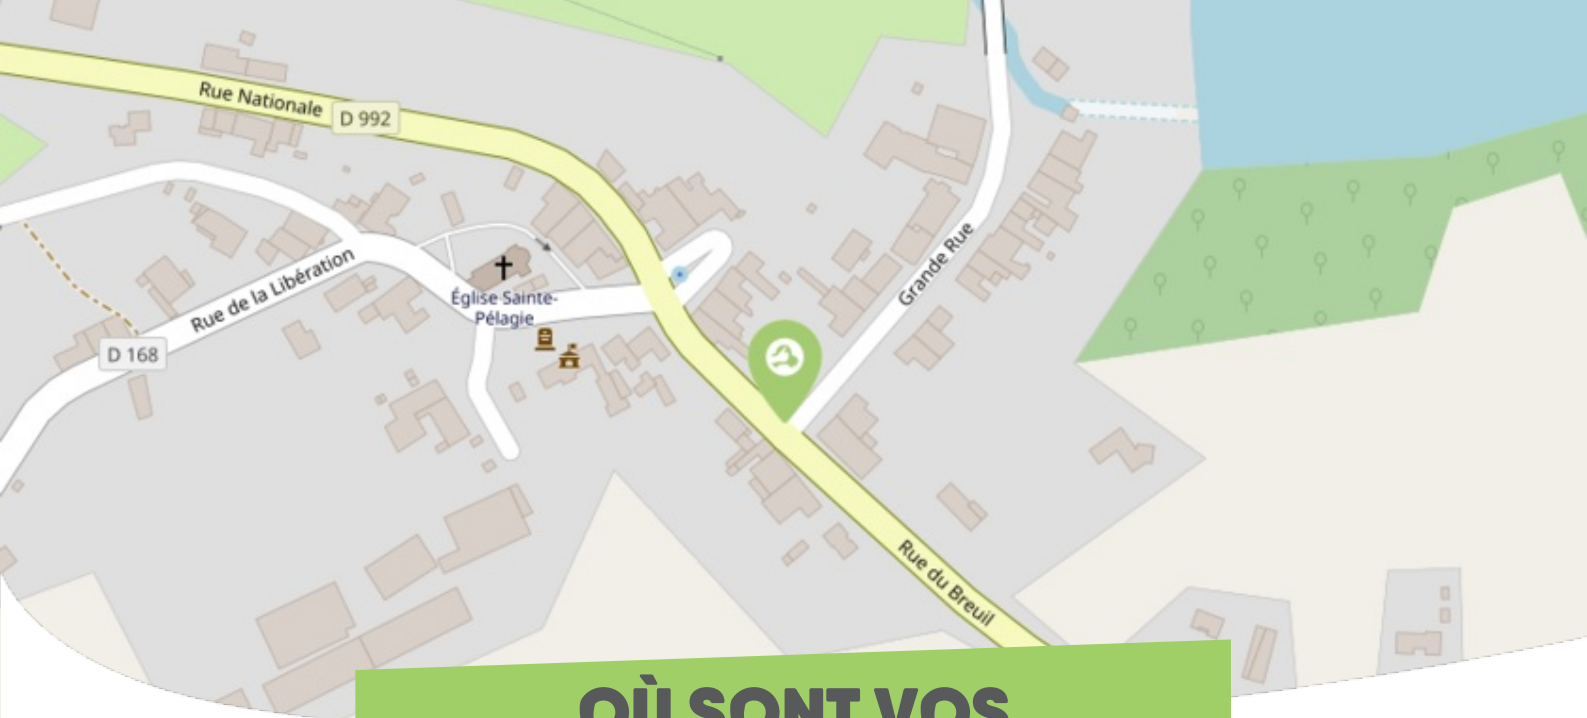 Rue Nationale
D 992
Grande Rue
Rue de la Libération
Église Sainte-
Pélagie
D 168
Rue du Breuil
OÙ SONT VOS